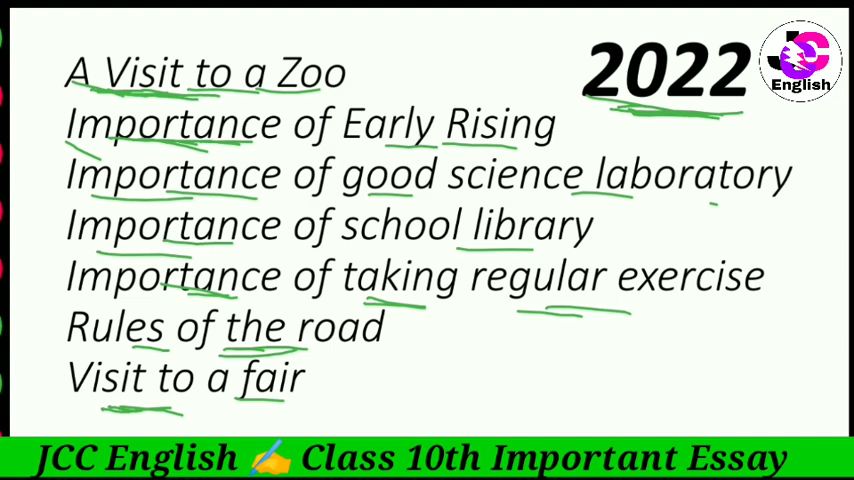 A Visit to a Zoo
2022
JC
English
Importance of Early Rising
Importance of good science laboratory
Importance of school library
Importance of taking regular exercise
Rules of the road
Visit to a fair
JCC English ✍️ Class 10th Important Essay